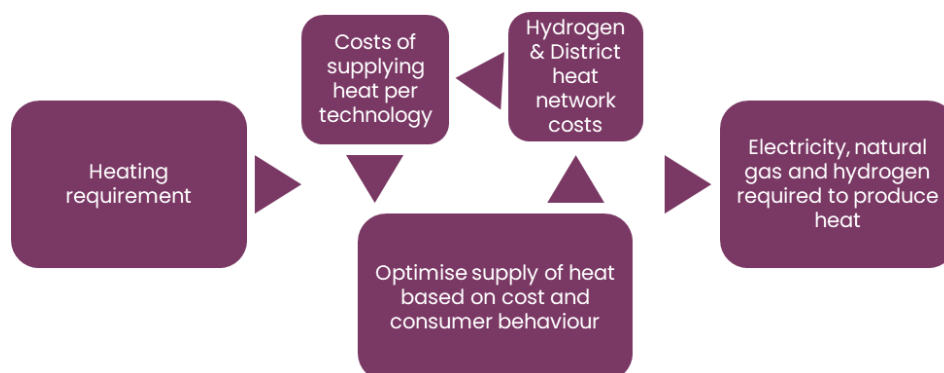 Heating
requirement
Costs of
supplying
heat per
technology
Hydrogen
& District
heat
network
costs
Optimise supply of heat
based on cost and
consumer behaviour
Electricity, natural
gas and hydrogen
required to produce
heat